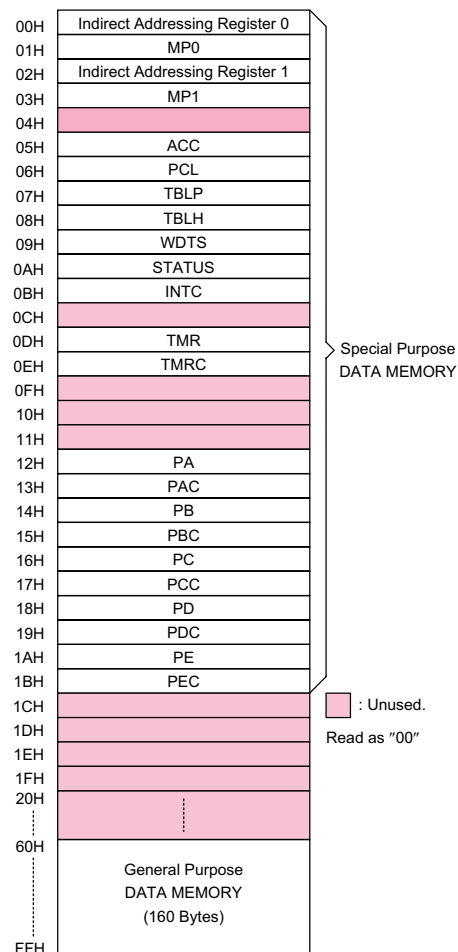 00H Indirect Addressing Register 0
01H MP0
02H Indirect Addressing Register 1
03H MP1
04H
05H ACC
06H PCL
07H TBLP
08H TBLH
09H WDTS
0AH STATUS
0BH INTC
0CH
0DH TMR
0EH TMRC
Special Purpose
DATA MEMORY
0FH
10H
11H
12H PA
13H PAC
14H PB
15H PBC
16H PC
17H PCC
18H PD
19H PDC
1AH PE
1BH PEC
1CH
: Unused.
1DH
Read as "00"
1EH
1FH
20H
60H
General Purpose
DATA MEMORY
(160 Bytes)
FFH